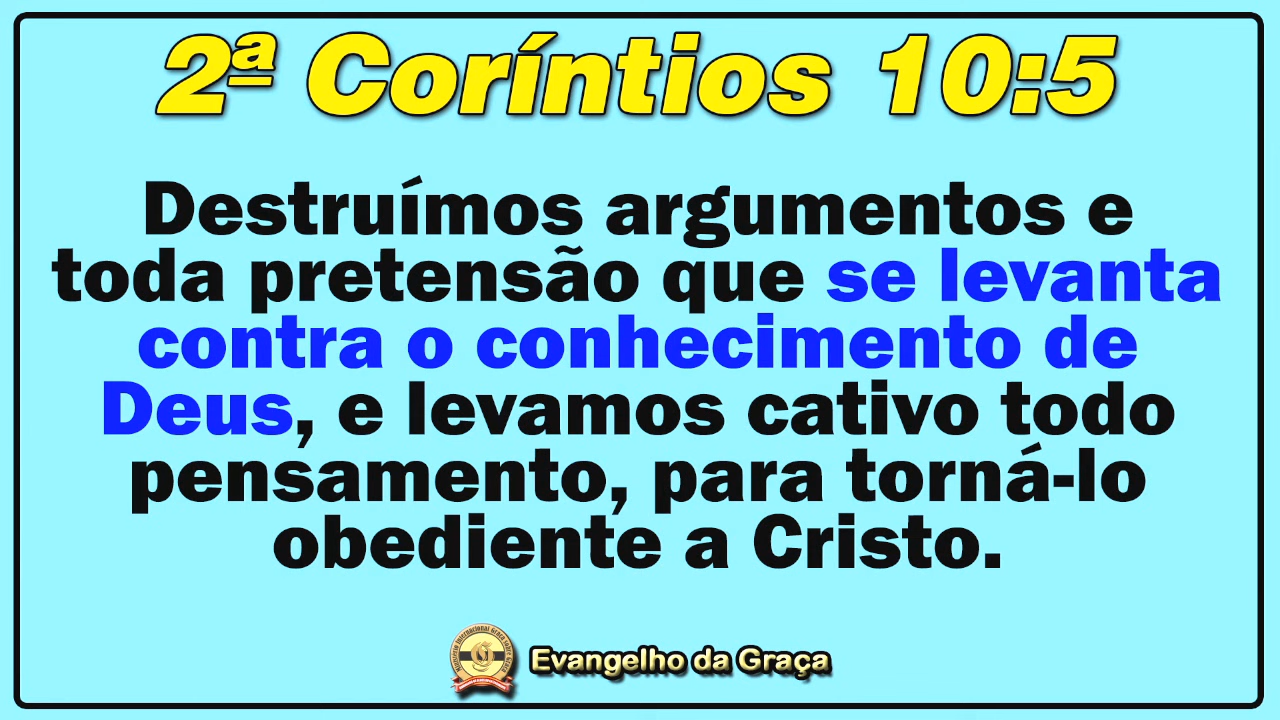 2ª Coríntios 10:5
Destruímos argumentos e
toda pretensão que se levanta
contra o conhecimento de
Deus, e levamos cativo todo
pensamento, para torná-lo
obediente a Cristo.
Evangelho da Graça